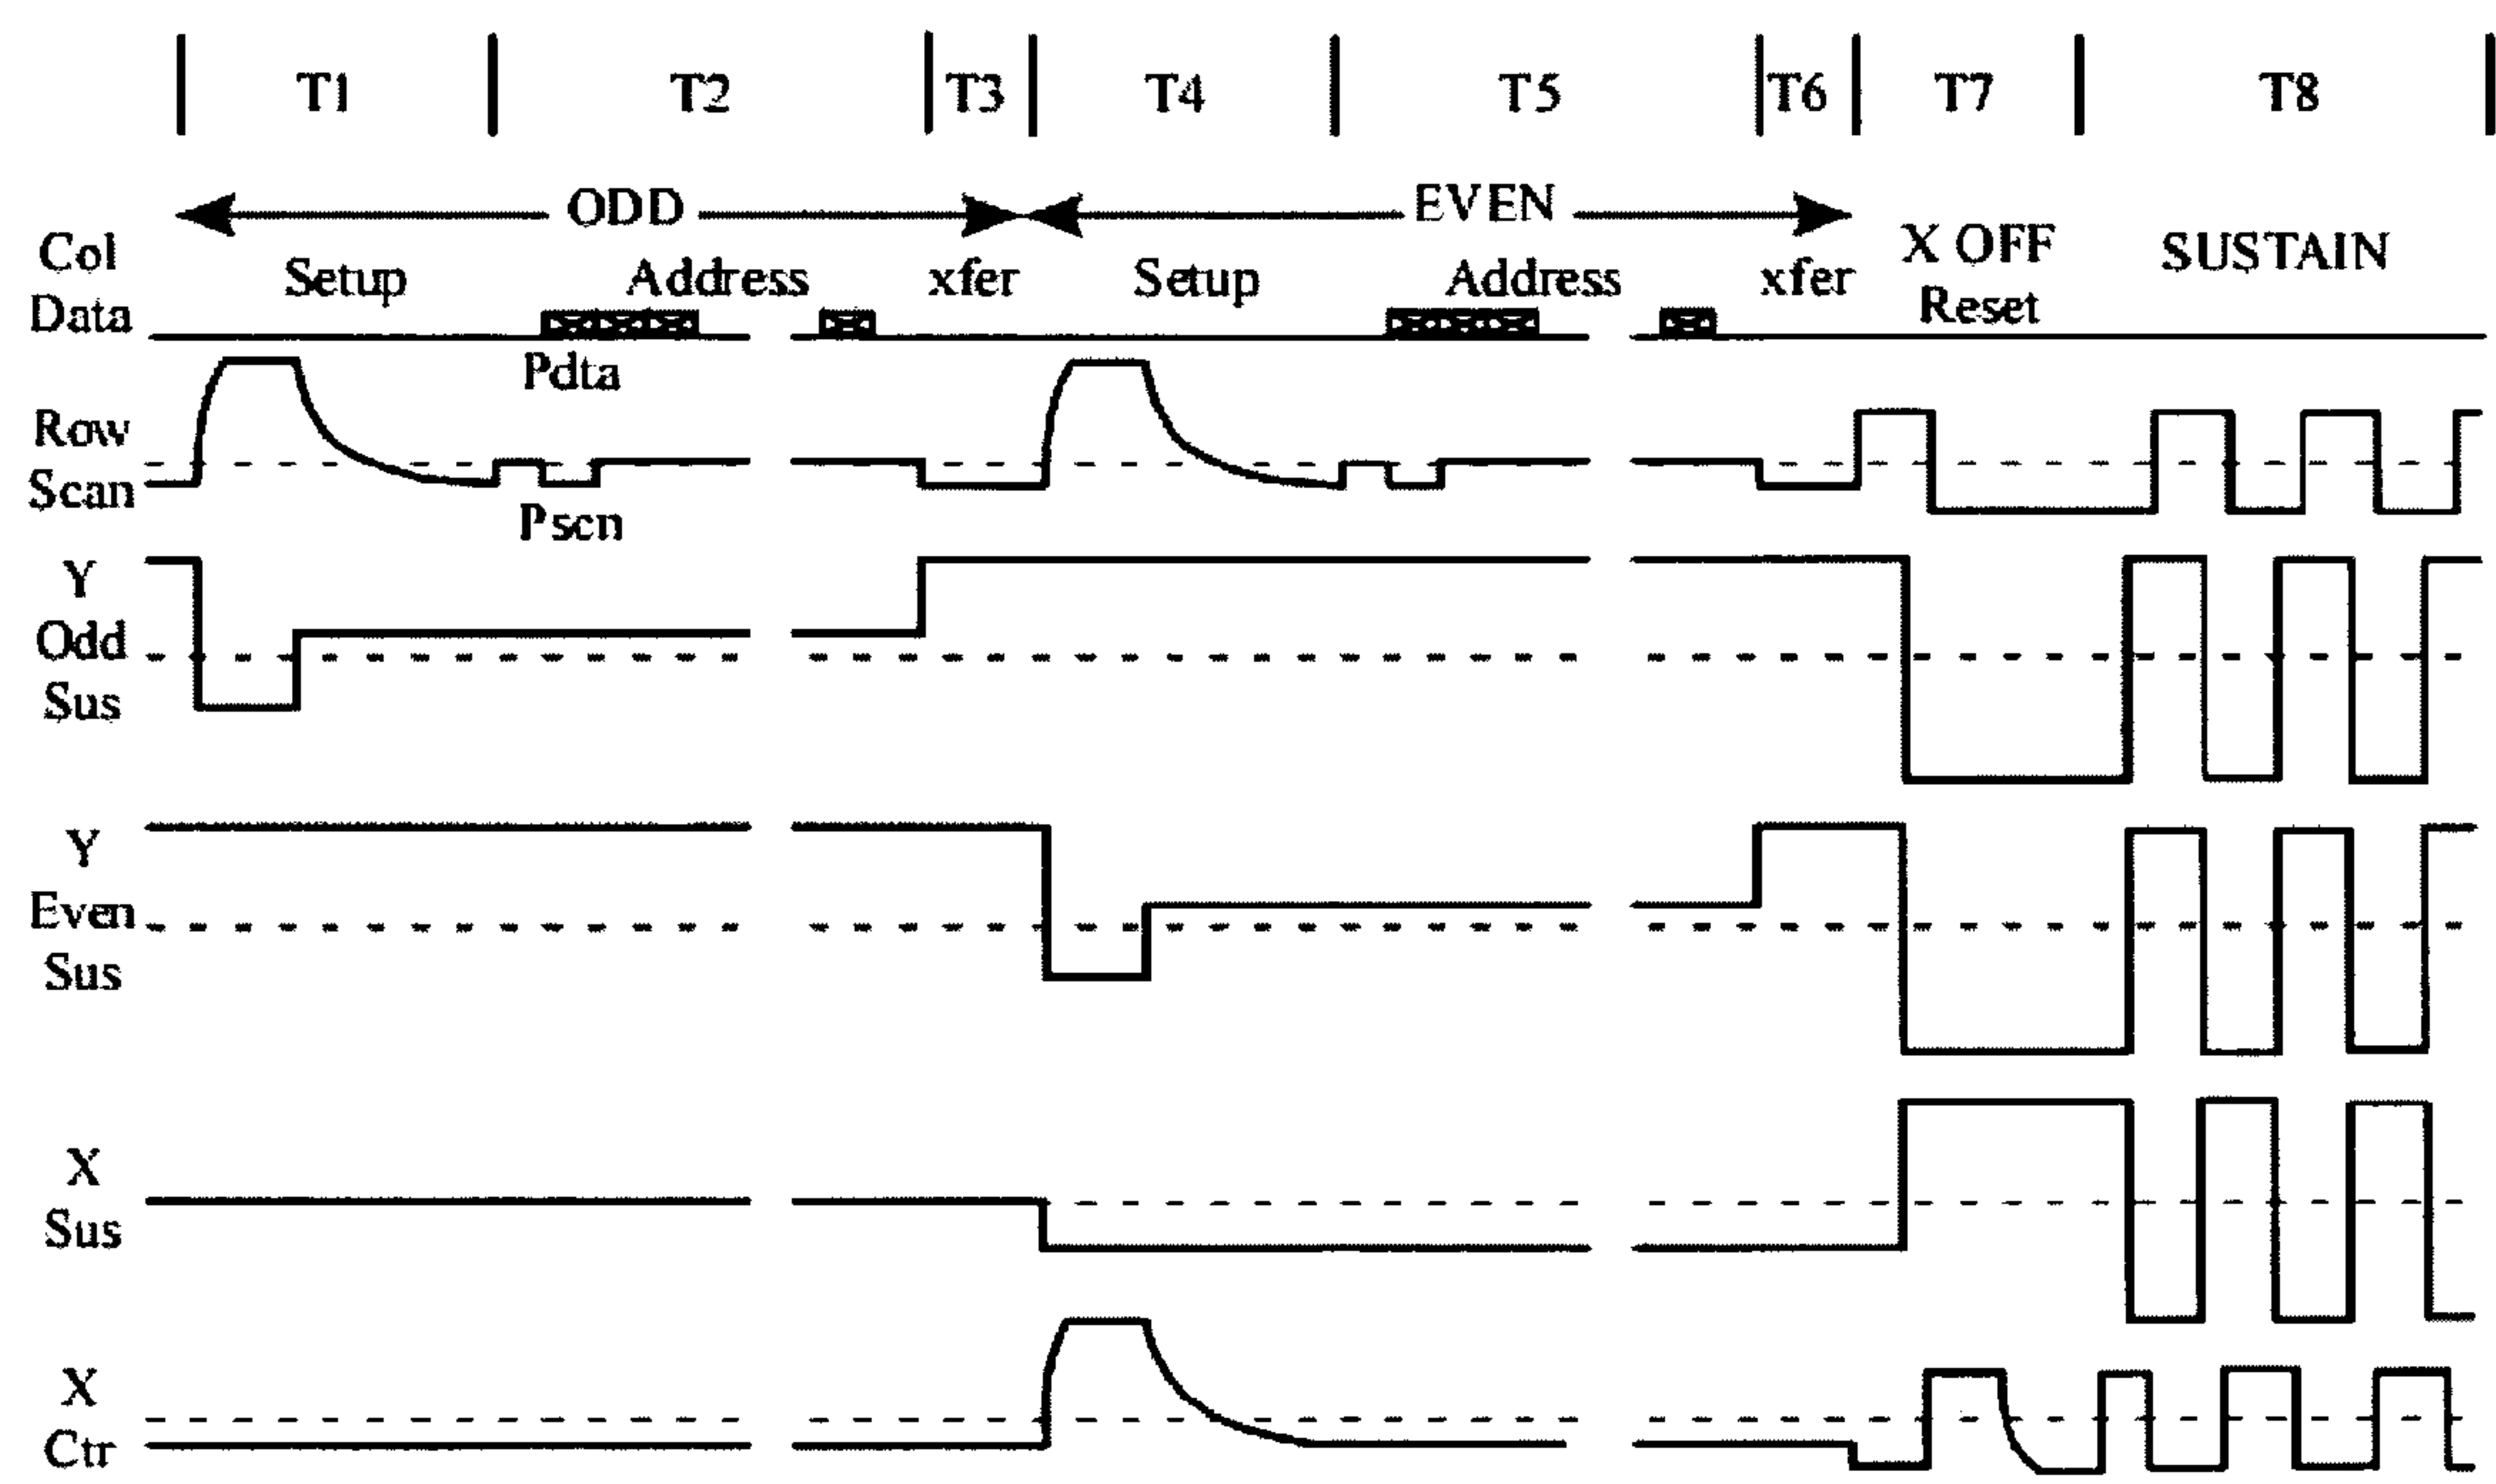 T1 T2 T3 T4 T5 T6 T7 T8
ODD EVEN
Col
Data
Setup Address xfer Setup Address xfer X OFF
Reset
SUSTAIN
Pdta
Row
Scan
Pscn
Y
Odd
Sus
Y
Even
Sus
X
Sus
X
Ctr